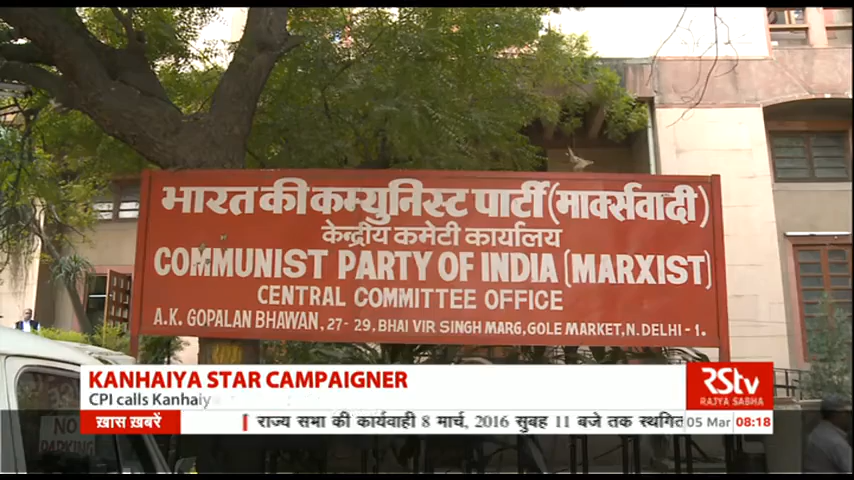 भारत की कम्युनिस्ट पार्टी (मार्क्सवादी)
केन्द्रीय कमेटी कार्यालय
COMMUNIST PARTY OF INDIA (MARXIST)
CENTRAL COMMITTEE OFFICE
A.K. GOPALAN BHAWAN, 27-29, BHAI VIR SINGH MARG, GOLE MARKET, N. DELHI-1.
KANHAIYA STAR CAMPAIGNER
CPI calls Kanhaiy
RSTV
RAJYA SABHA
ख़ास ख़बरें
राज्य सभा की कार्यवाही 8 मार्च, 2016 सुबह 11 बजे तक स्थगित
05 Mar 08:18
NO
PARKING